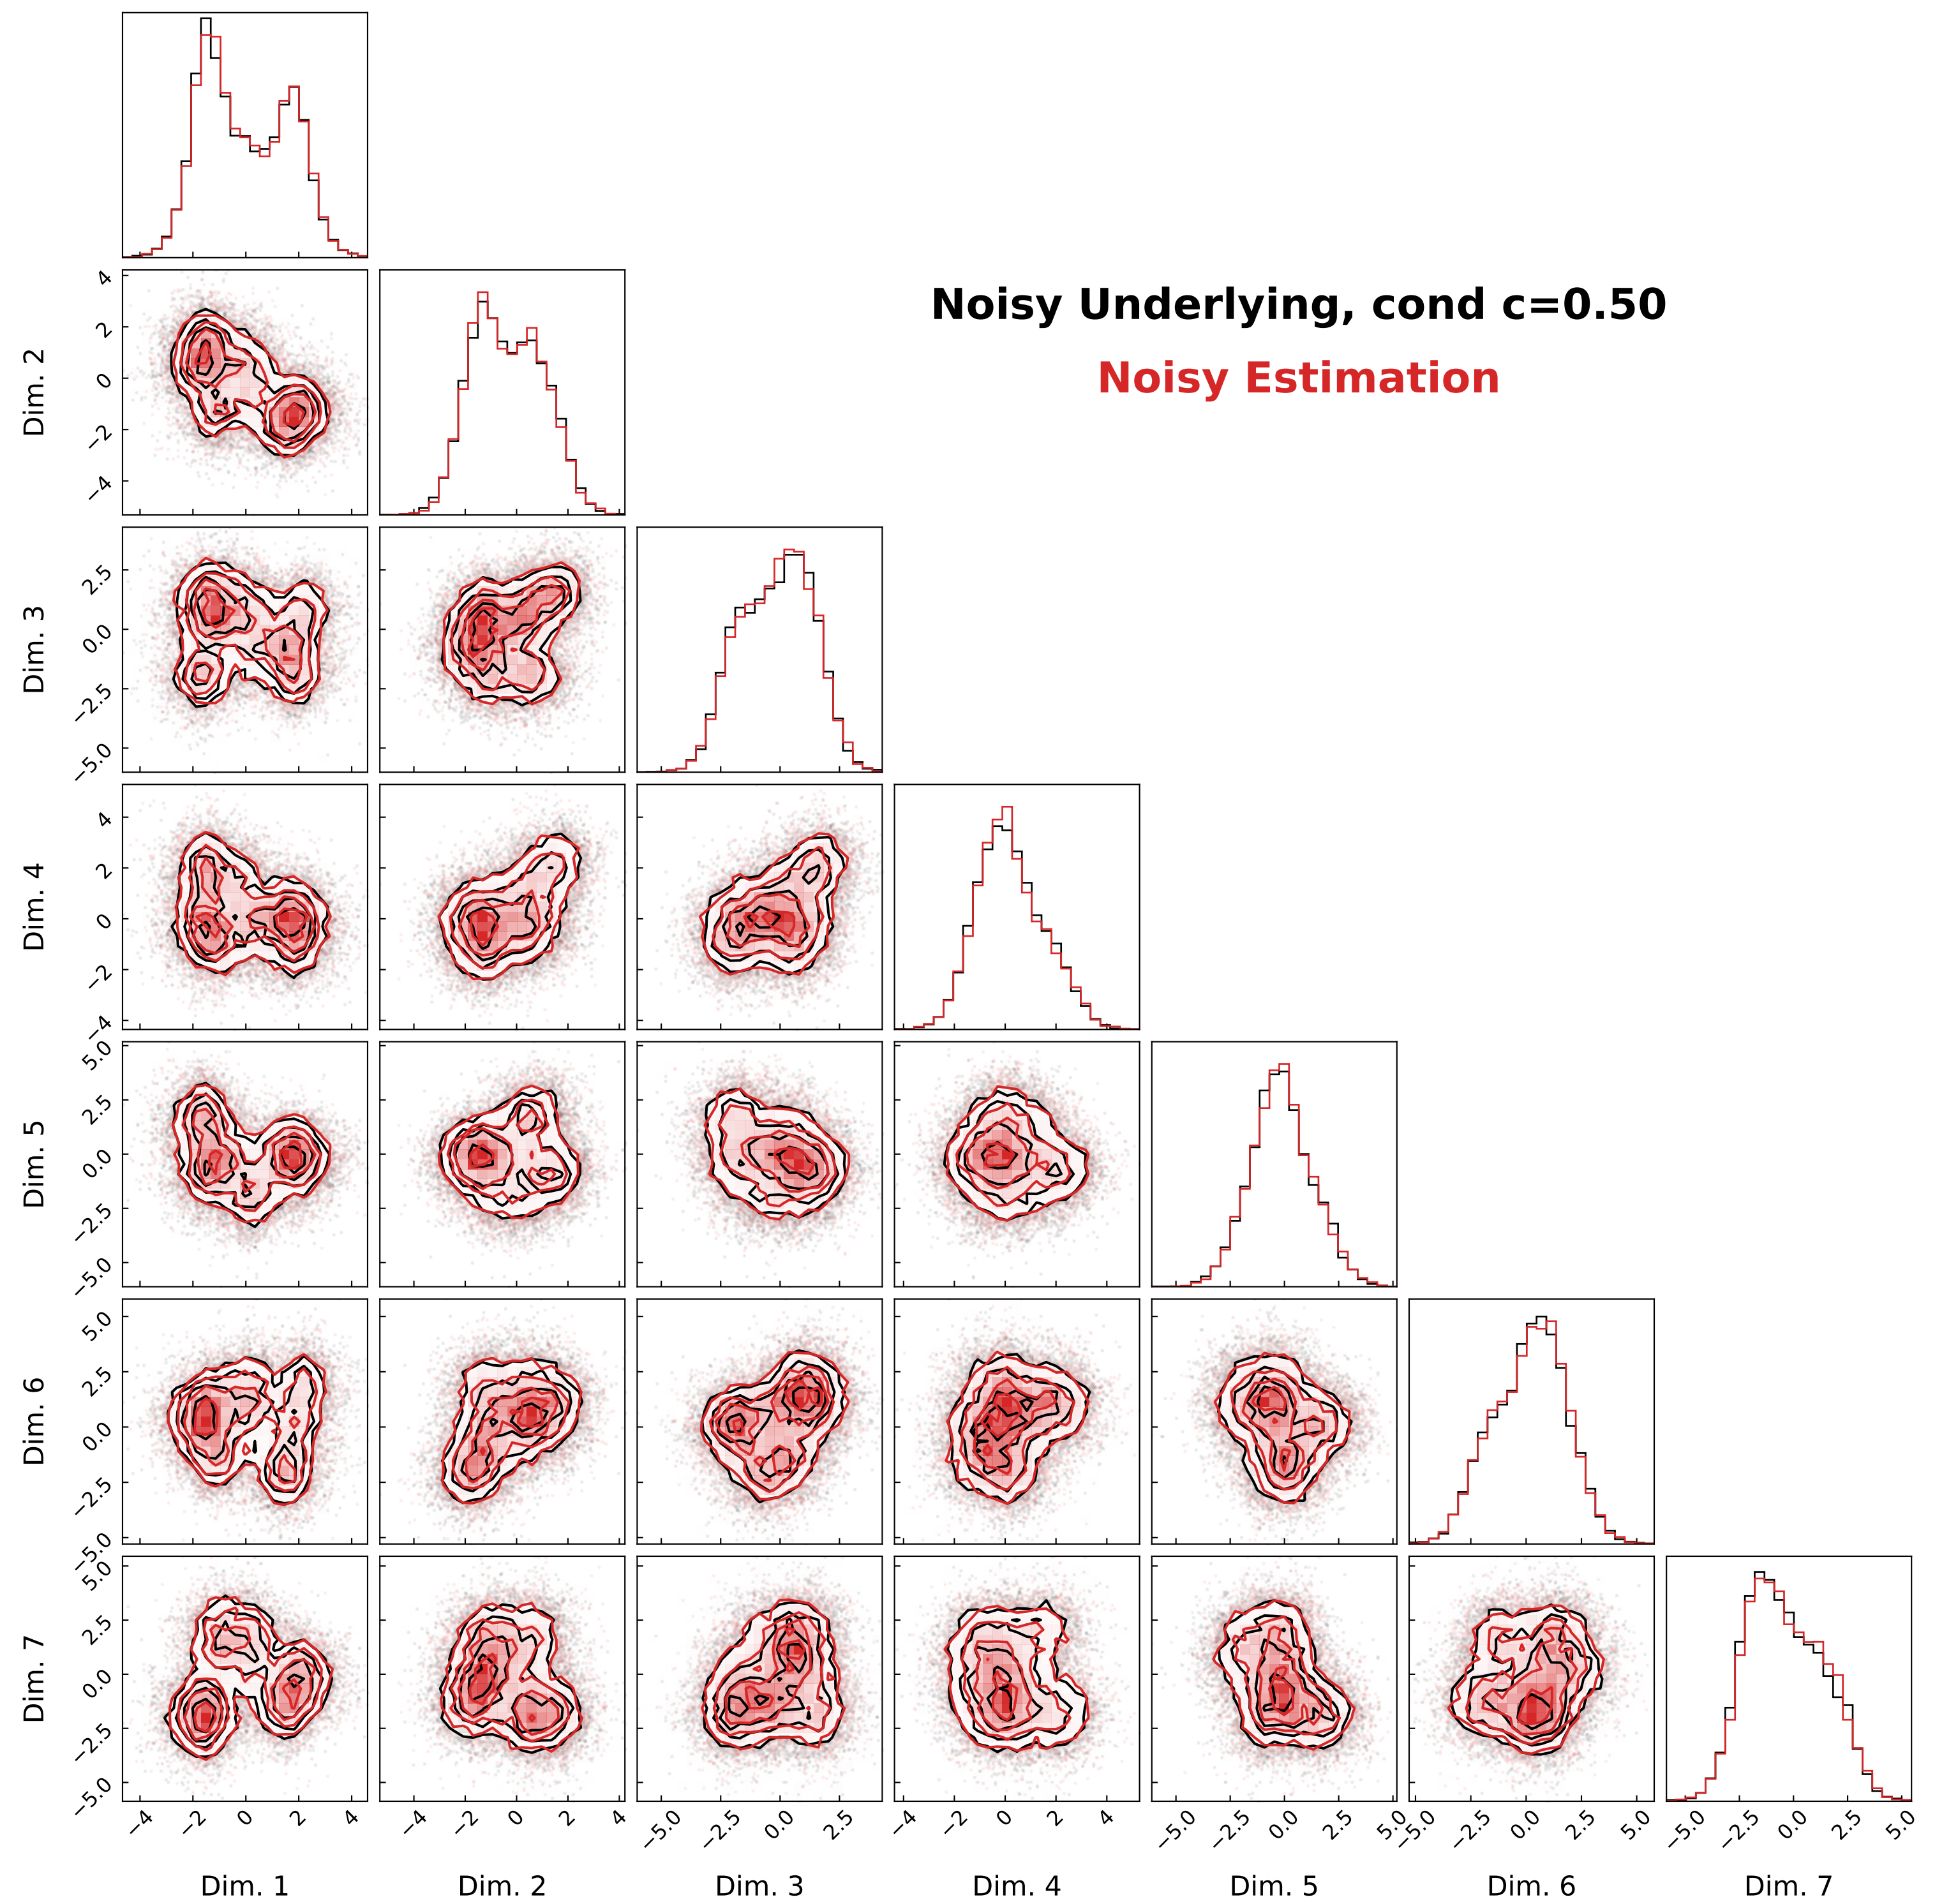 Noisy Underlying, cond c=0.50
Noisy Estimation
4
2
0
−2
−4
Dim. 2
2.5
0.0
−2.5
−5.0
Dim. 3
4
2
0
−2
−4
Dim. 4
5.0
2.5
0.0
−2.5
−5.0
Dim. 5
5.0
2.5
0.0
−2.5
−5.0
Dim. 6
5.0
2.5
0.0
−2.5
−5.0
Dim. 7
−4 −2 0 2 4 −4 −2 0 2 4 −5.0 −2.5 0.0 2.5 −4 −2 0 2 4 −5.0 −2.5 0.0 2.5 5.0 −5.0 −2.5 0.0 2.5 5.0 −5.0 −2.5 0.0 2.5 5.0
Dim. 1 Dim. 2 Dim. 3 Dim. 4 Dim. 5 Dim. 6 Dim. 7